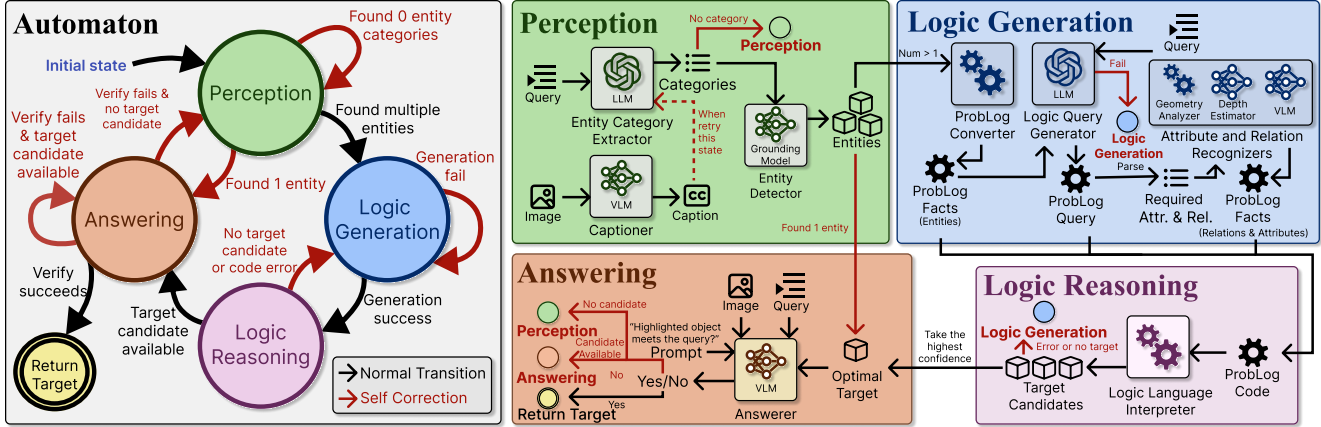 Automaton
Initial state
Found 0 entity
categories
Perception
Verify fails &
no target
candidate
Found multiple
entities
Verify fails
& target
candidate
available
Found 1 entity
Generation
fail
Answering
Logic
Generation
No target
candidate
or code error
Verify
succeeds
Target
candidate
available
Generation
success
Logic
Reasoning
Return
Target
Normal Transition
Self Correction
Perception
No category
Perception
Query
LLM
Categories
Entity Category
Extractor
When
retry
this
state
Grounding
Model
Entity
Detector
Entities
Image
VLM
Captioner
CC
Caption
Found 1 entity
Logic Generation
Num > 1
Query
Fail
LLM
ProbLog
Converter
Logic Query
Generator
Logic
Generation
Geometry
Analyzer
Depth
Estimator
VLM
Attribute and Relation
Recognizers
Parse
ProbLog
Facts
(Entities)
ProbLog
Query
Required
Attr. & Rel.
ProbLog
Facts
(Relations & Attributes)
Answering
Image
Query
No candidate
Perception
"Highlighted object
meets the query?"
Prompt
Candidate
Available
Answering
No
Yes/No
Yes
Return Target
VLM
Answerer
Optimal
Target
Take the
highest
confidence
Logic Reasoning
Logic Generation
Error or no target
Target
Candidates
Logic Language
Interpreter
ProbLog
Code